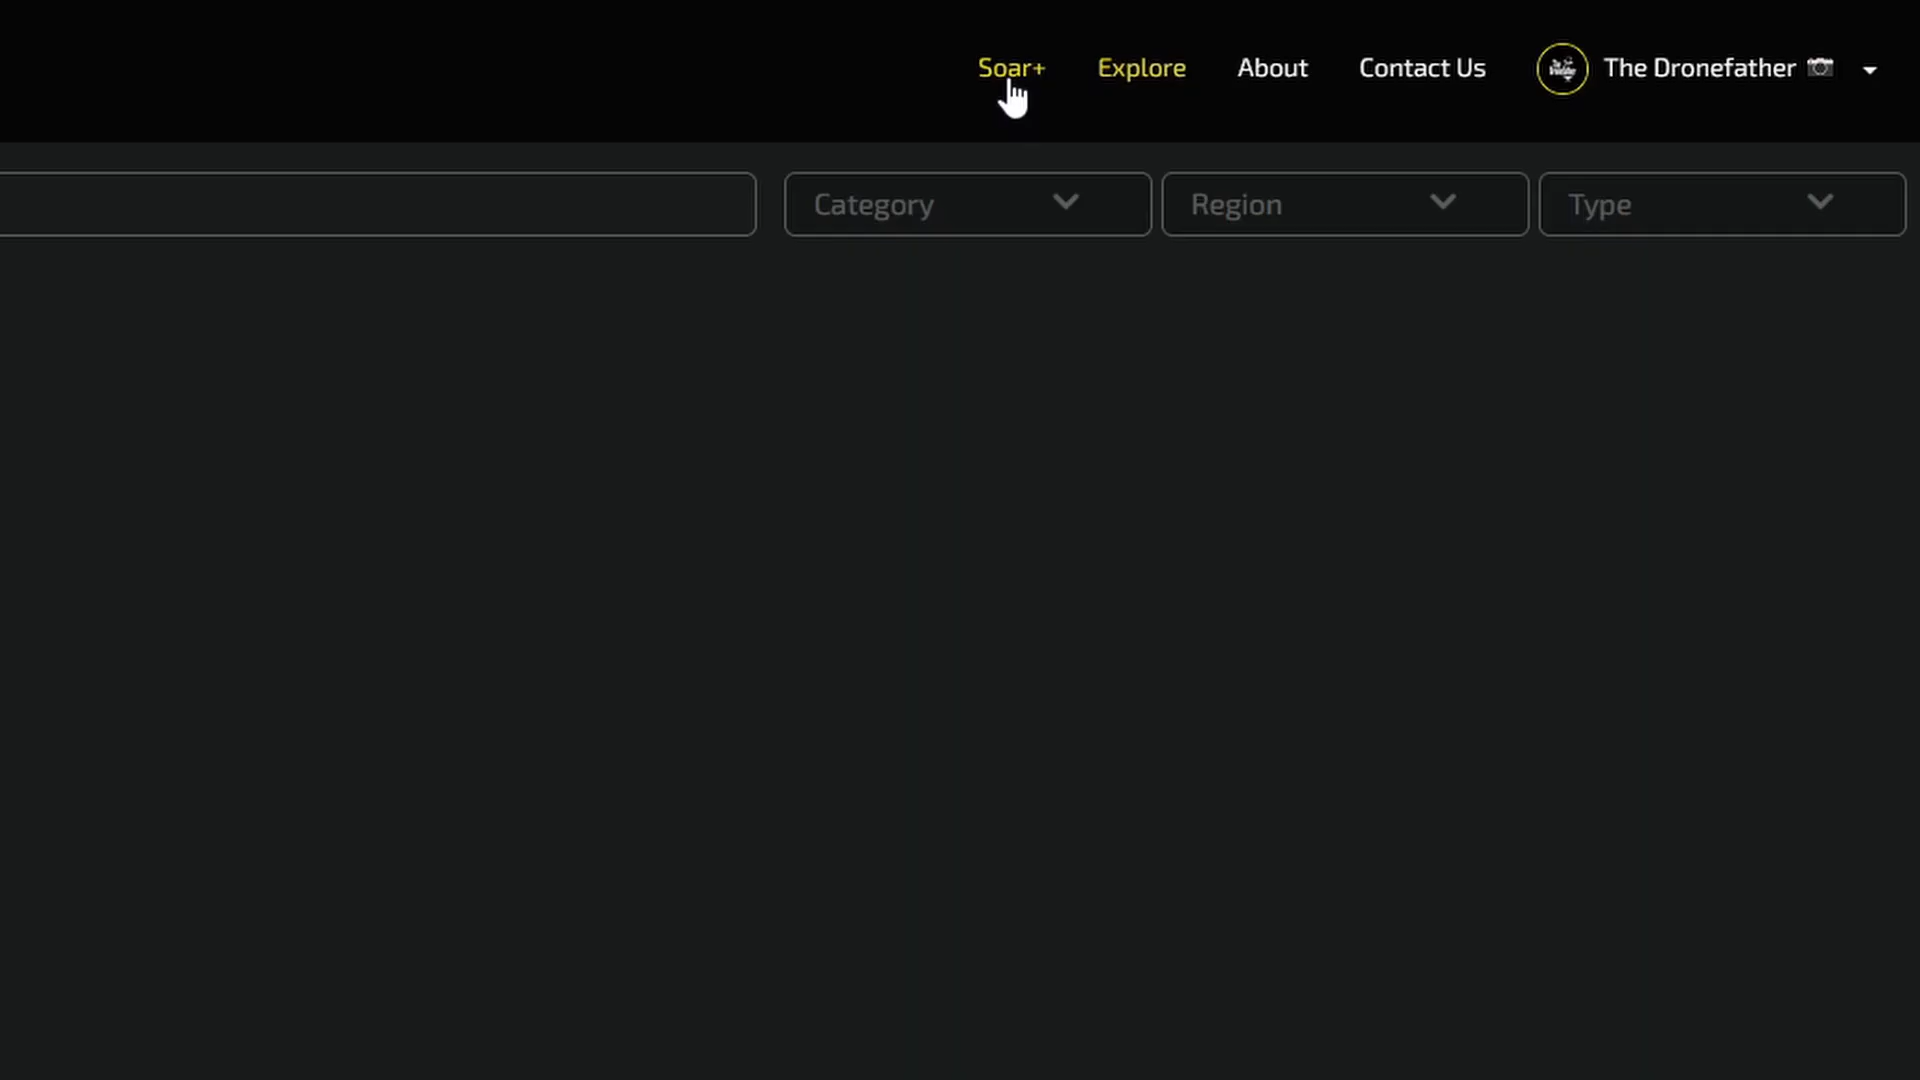 Soar+ Explore About Contact Us The Dronefather 📷
Category Region Type